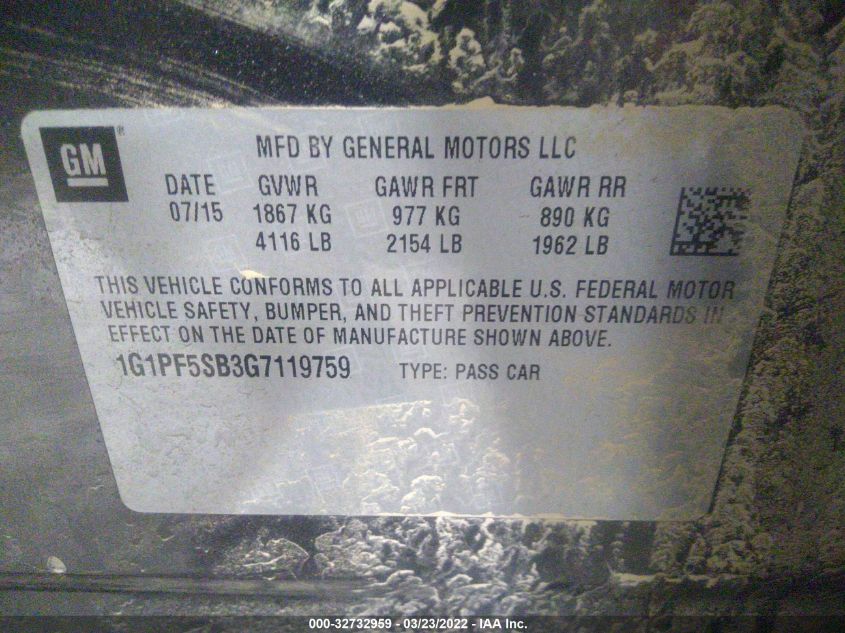 GM®
MFD BY GENERAL MOTORS LLC
DATE GVWR GAWR FRT GAWR RR
07/15 1867 KG 977 KG 890 KG
4116 LB 2154 LB 1962 LB
THIS VEHICLE CONFORMS TO ALL APPLICABLE U.S. FEDERAL MOTOR
VEHICLE SAFETY, BUMPER, AND THEFT PREVENTION STANDARDS IN
EFFECT ON THE DATE OF MANUFACTURE SHOWN ABOVE.
1G1PF5SB3G7119759 TYPE: PASS CAR
000-32732959 — 03/23/2022 — IAA Inc.